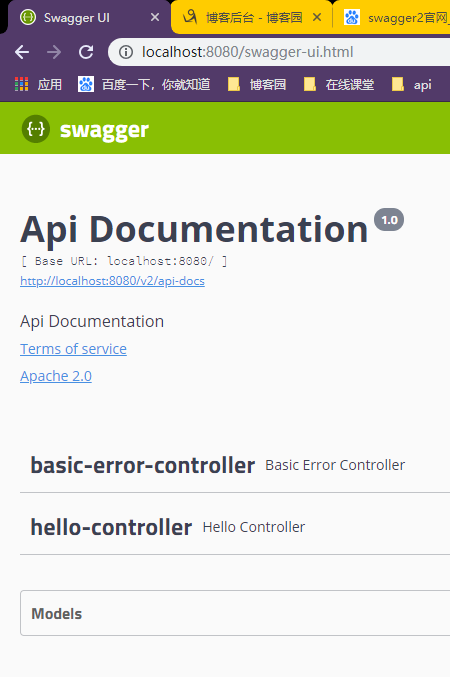 Swagger UI 博客后台 - 博客园 swagger2官网_
localhost:8080/swagger-ui.html
应用 百度一下，你就知道 博客园 在线课堂 api
{··} swagger
Api Documentation 1.0
[ Base URL: localhost:8080/ ]
http://localhost:8080/v2/api-docs
Api Documentation
Terms of service
Apache 2.0
basic-error-controller Basic Error Controller
hello-controller Hello Controller
Models